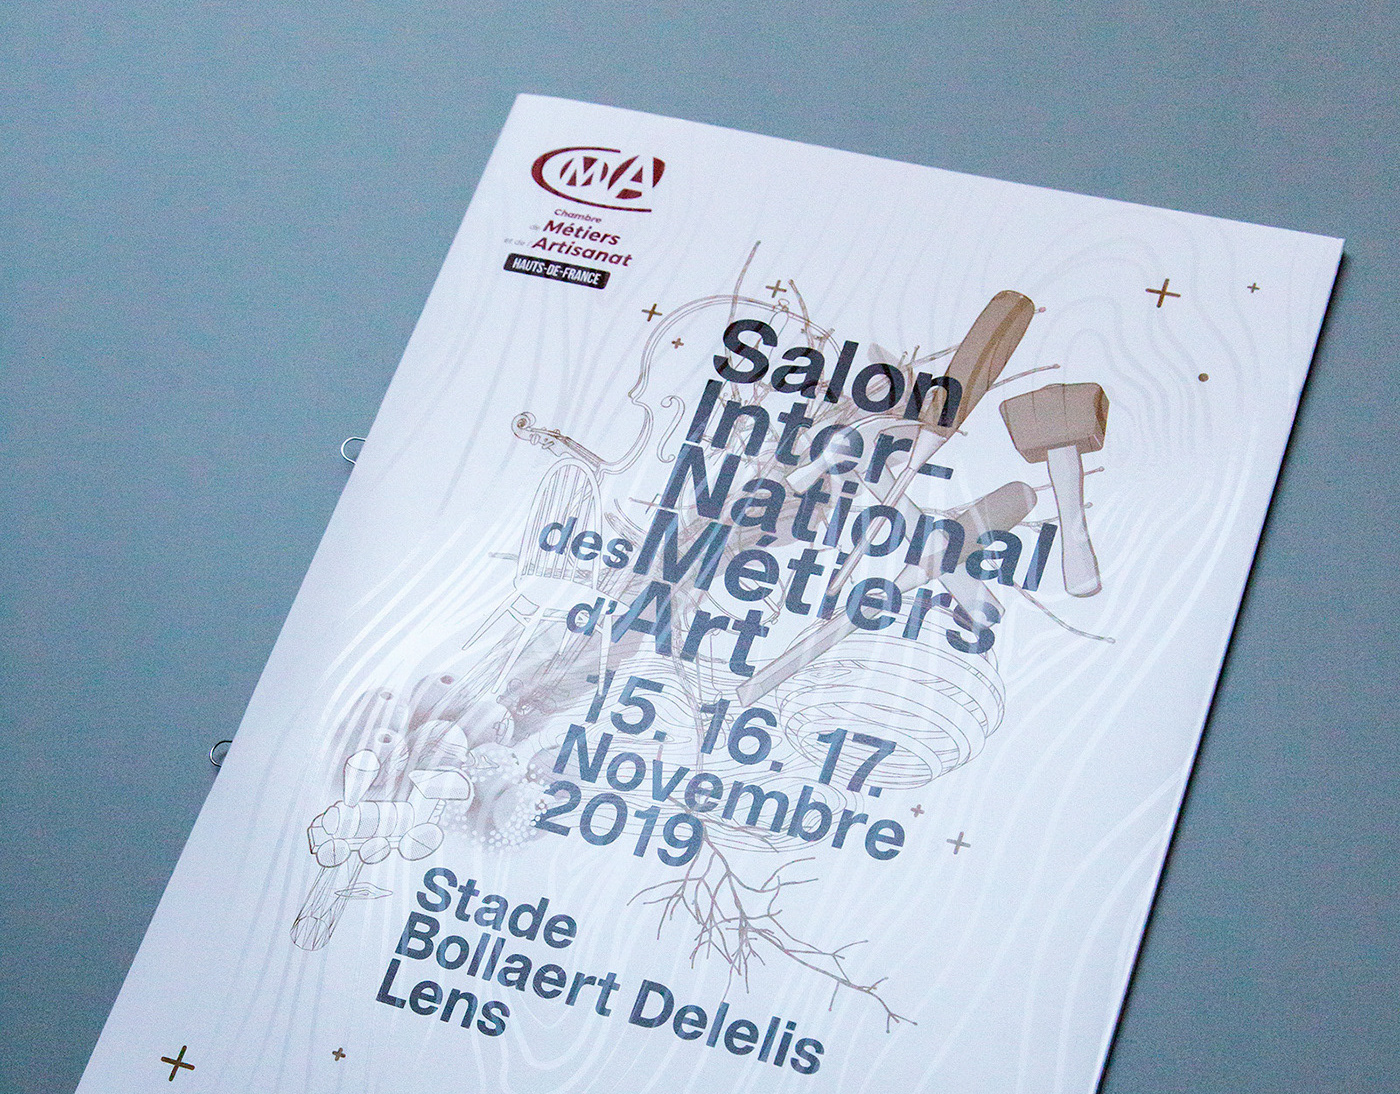 CMA
Chambre
de Métiers
et de l'Artisanat
HAUTS-DE-FRANCE
Salon
Inter-
National
des Métiers
d'Art
15. 16. 17.
Novembre
2019
Stade
Bollaert Delelis
Lens